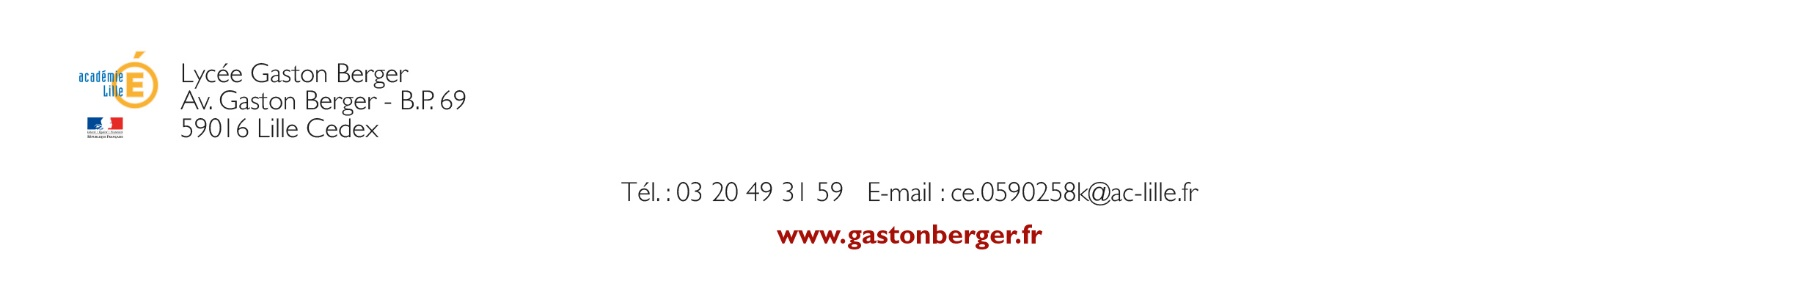 académie
Lille
É
Lycée Gaston Berger
Av. Gaston Berger - B.P. 69
59016 Lille Cedex
Tél. : 03 20 49 31 59 E-mail : ce.0590258k@ac-lille.fr
www.gastonberger.fr